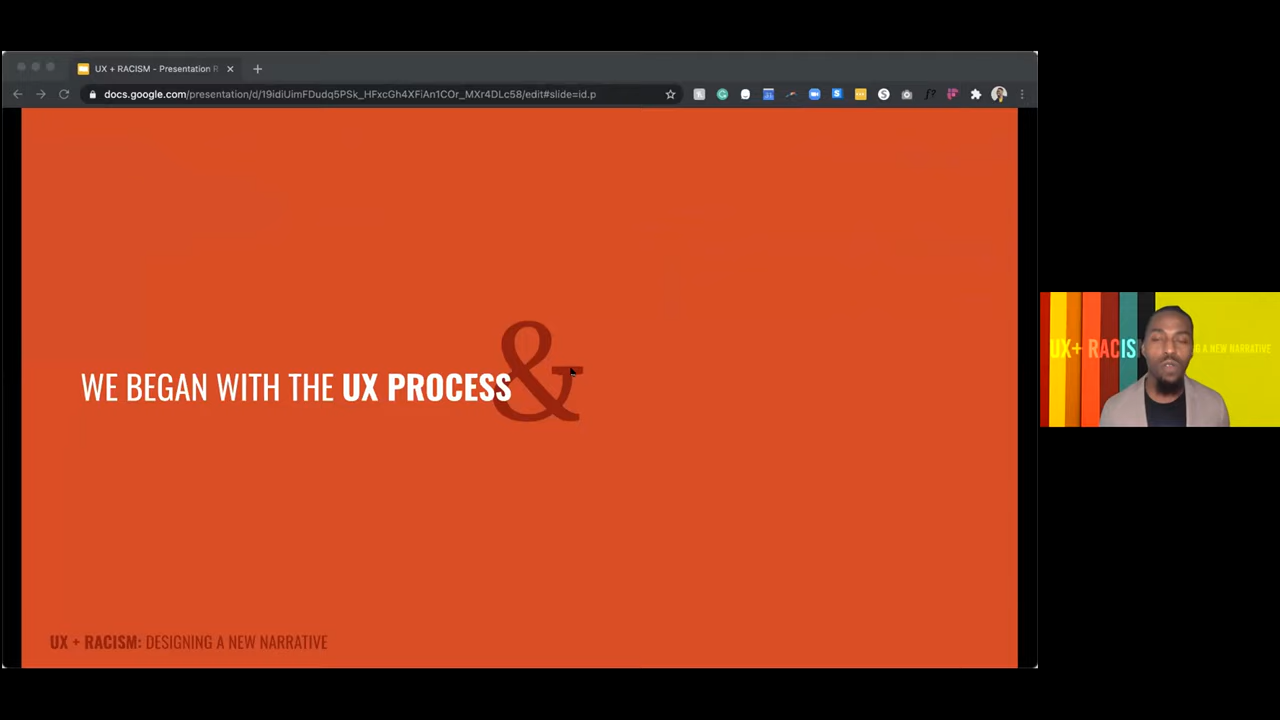 UX + RACISM - Presentation R
docs.google.com/presentation/d/19idiUimFDudq5PSk_HFxcGh4XFiAn1COr_MXr4DLc58/edit#slide=id.p
WE BEGAN WITH THE UX PROCESS &
UX + RACISM: DESIGNING A NEW NARRATIVE
UX+ RACIS
NG A NEW NARRATIVE